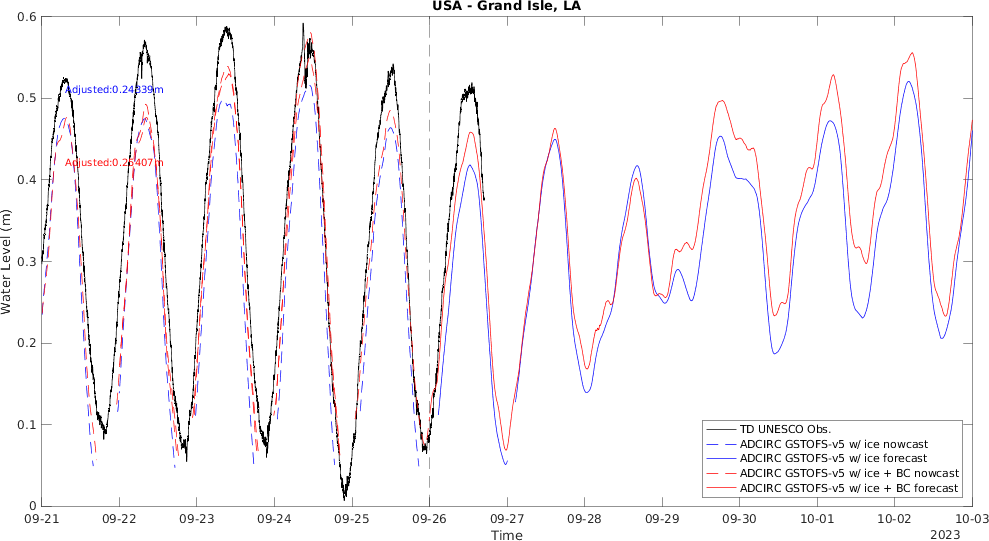 USA - Grand Isle, LA
0.6
0.5
0.4
0.3
0.2
0.1
0
Water Level (m)
Adjusted:0.24339m
Adjusted:0.25407m
TD UNESCO Obs.
ADCIRC GSTOFS-v5 w/ ice nowcast
ADCIRC GSTOFS-v5 w/ ice forecast
ADCIRC GSTOFS-v5 w/ ice + BC nowcast
ADCIRC GSTOFS-v5 w/ ice + BC forecast
09-21 09-22 09-23 09-24 09-25 09-26 09-27 09-28 09-29 09-30 10-01 10-02 10-03
Time
2023